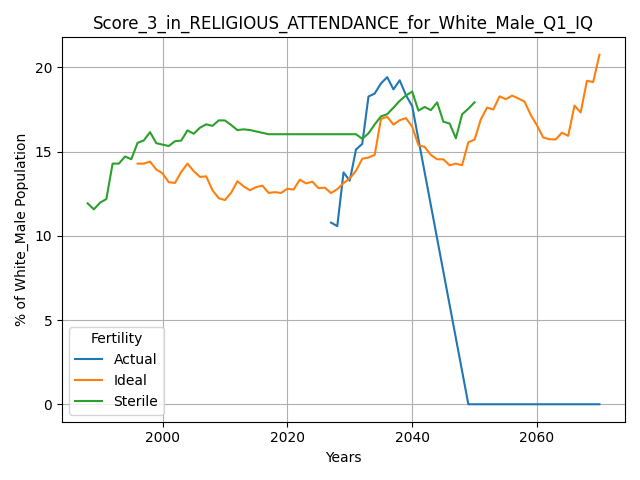 Score_3_in_RELIGIOUS_ATTENDANCE_for_White_Male_Q1_IQ
% of White_Male Population
20
15
10
5
0
Fertility
Actual
Ideal
Sterile
2000
2020
2040
2060
Years